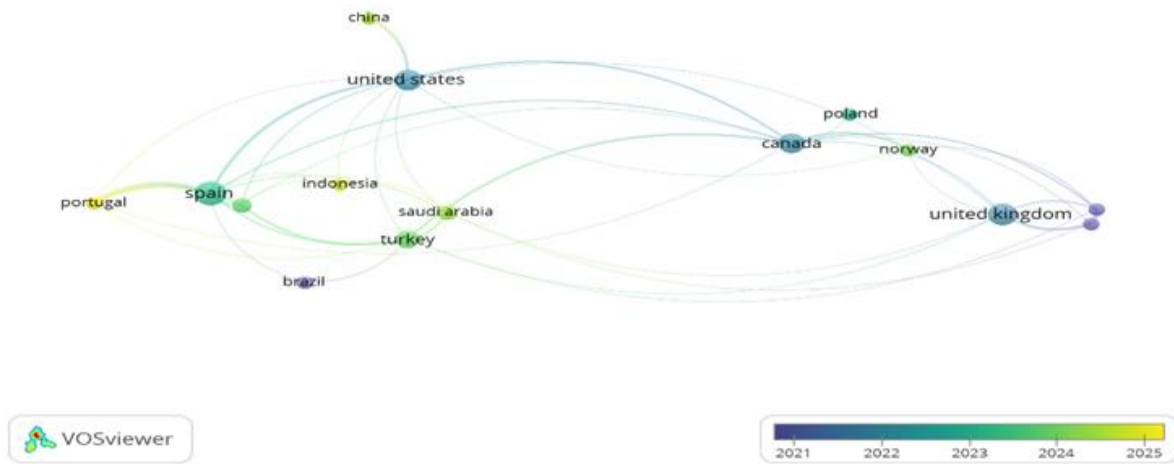 china
united states
poland
canada
norway
indonesia
spain
portugal
saudi arabia
united kingdom
turkey
brazil
VOSviewer
2021 2022 2023 2024 2025